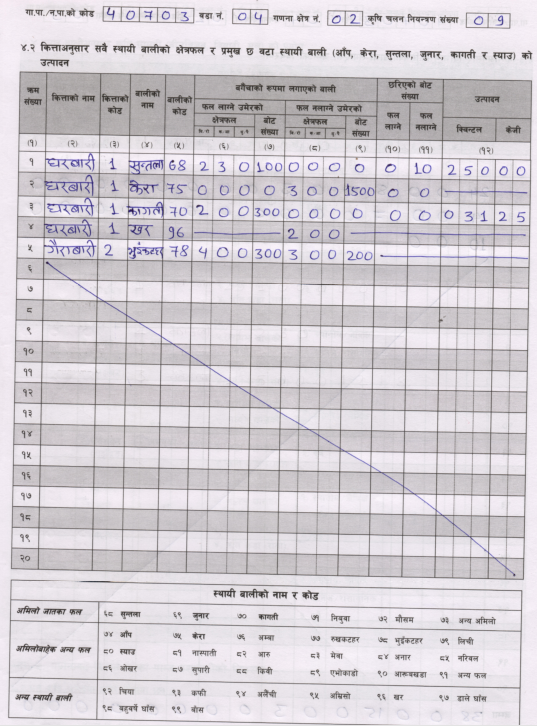 गा.पा./न.पा.को कोड 4 0 7 0 3 वडा नं. 0 4 गणना क्षेत्र नं. 0 2 कृषि चलन नियन्त्रण संख्या 0 9
४.२ कित्ताअनुसार सबै स्थायी बालीको क्षेत्रफल र प्रमुख छ वटा स्थायी बाली (आँप, केरा, सुन्तला, जुनार, कागती र स्याउ) को
उत्पादन
क्रम संख्या कित्ताको नाम कित्ताको कोड बालीको नाम बालीको कोड बगैंचाको रुपमा लगाएको बाली छरिएको बोट संख्या उत्पादन
फल लाग्ने उमेरको फल नलाग्ने उमेरको फल लाग्ने फल नलाग्ने
क्षेत्रफल बोट संख्या क्षेत्रफल बोट संख्या क्विन्टल केजी
(१) (२) (३) (४) (५) (६) (७) (८) (९) (१०) (११) (१२)
१ घरबारी 1 सुन्तला 68 2 3 0 100 0 0 0 0 0 10 2 5 0 0 0
२ घरबारी 1 केरा 75 0 0 0 0 3 0 0 1500 0 0
३ घरबारी 1 कागती 70 2 0 0 300 0 0 0 0 0 0 0 3 1 2 5
४ घरबारी 1 खर 96 2 0 0
५ गैराबारी 2 भुईंकटहर 78 4 0 0 300 3 0 0 200
६
७
८
९
१०
११
१२
१३
१४
१५
१६
१७
१८
१९
२०
स्थायी बालीको नाम र कोड
अमिलो जातका फल ६८ सुन्तला ६९ जुनार ७० कागती ७१ निबुवा ७२ मौसम ७३ अन्य अमिलो
अमिलोबाहेक अन्य फल ७४ आँप ७५ केरा ७६ अम्बा ७७ रुखकटहर ७८ भुईंकटहर ७९ लिची
८० स्याउ ८१ नास्पाती ८२ आरु ८३ मेवा ८४ अनार ८५ नरिवल
८६ ओखर ८७ सुपारी ८८ किवी ८९ एभोकाडो ९० आरुबखडा ९१ अन्य फल
अन्य स्थायी बाली ९२ चिया ९३ कफी ९४ अलैंची ९५ अम्रिसो ९६ खर ९७ डाले घाँस
९८ बहुवर्षे घाँस ९९ बाँस